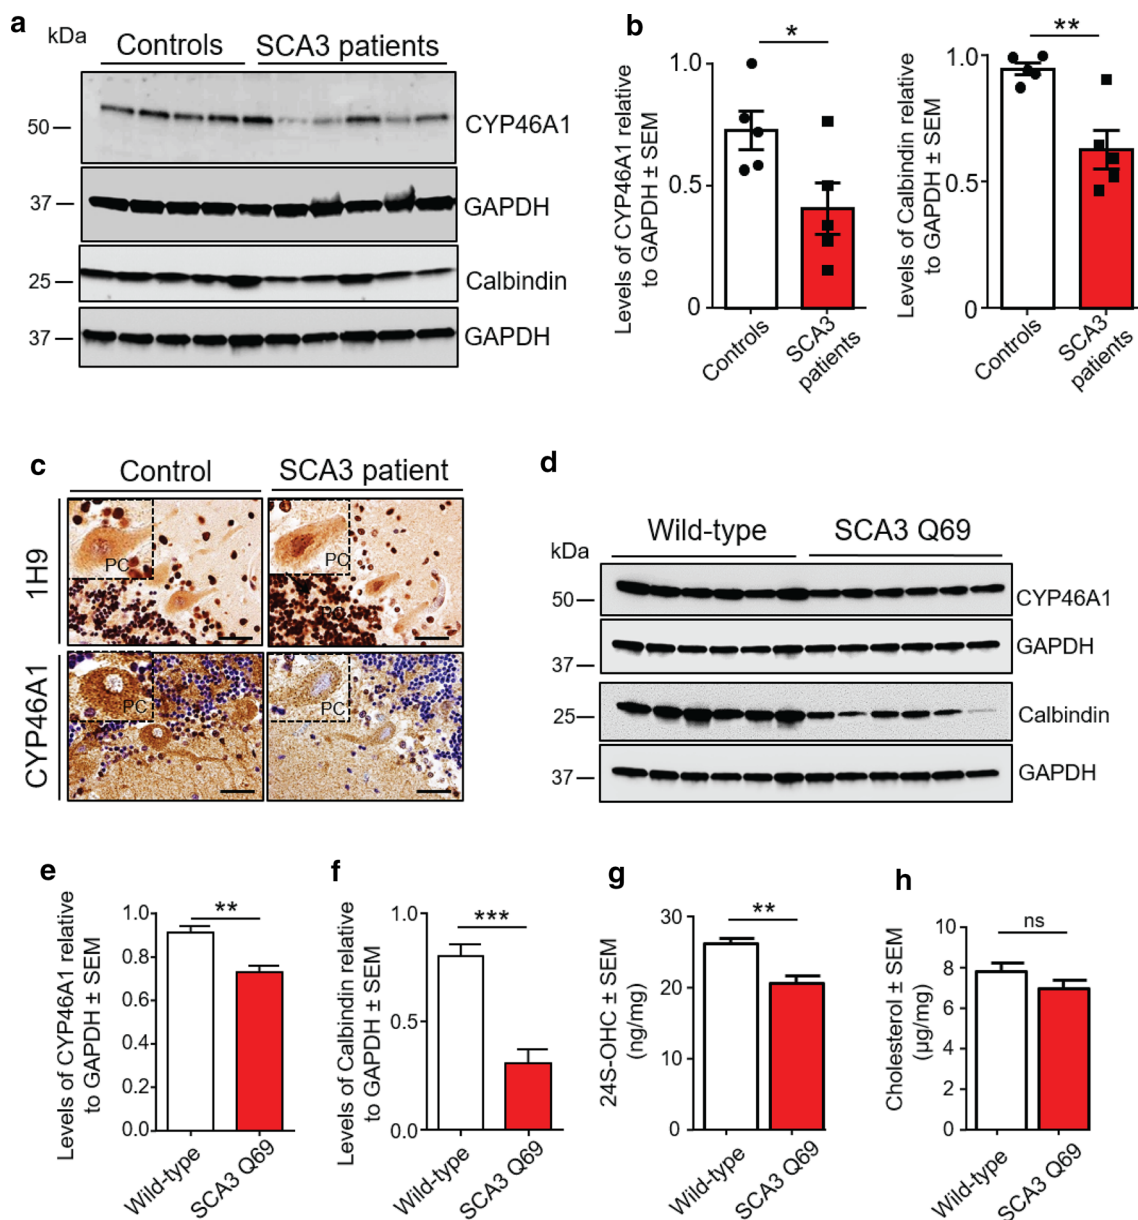 a
kDa
Controls
SCA3 patients
50
CYP46A1
37
GAPDH
25
Calbindin
37
GAPDH
b
*
Levels of CYP46A1 relative
to GAPDH ± SEM
1.0
0.5
0
Controls
SCA3
patients
**
Levels of Calbindin relative
to GAPDH ± SEM
1.0
0.5
0
Controls
SCA3
patients
c
Control
SCA3 patient
1H9
PC
PC
CYP46A1
PC
PC
d
Wild-type
SCA3 Q69
kDa
50
CYP46A1
GAPDH
37
25
Calbindin
37
GAPDH
e
**
Levels of CYP46A1 relative
to GAPDH ± SEM
1.0
0.8
0.6
0.4
0.2
0.0
Wild-type
SCA3 Q69
f
***
Levels of Calbindin relative
to GAPDH ± SEM
1.0
0.5
0.0
Wild-type
SCA3 Q69
g
**
24S-OHC ± SEM
(ng/mg)
30
20
10
0
Wild-type
SCA3 Q69
h
ns
Cholesterol ± SEM
(µg/mg)
10
8
6
4
2
0
Wild-type
SCA3 Q69